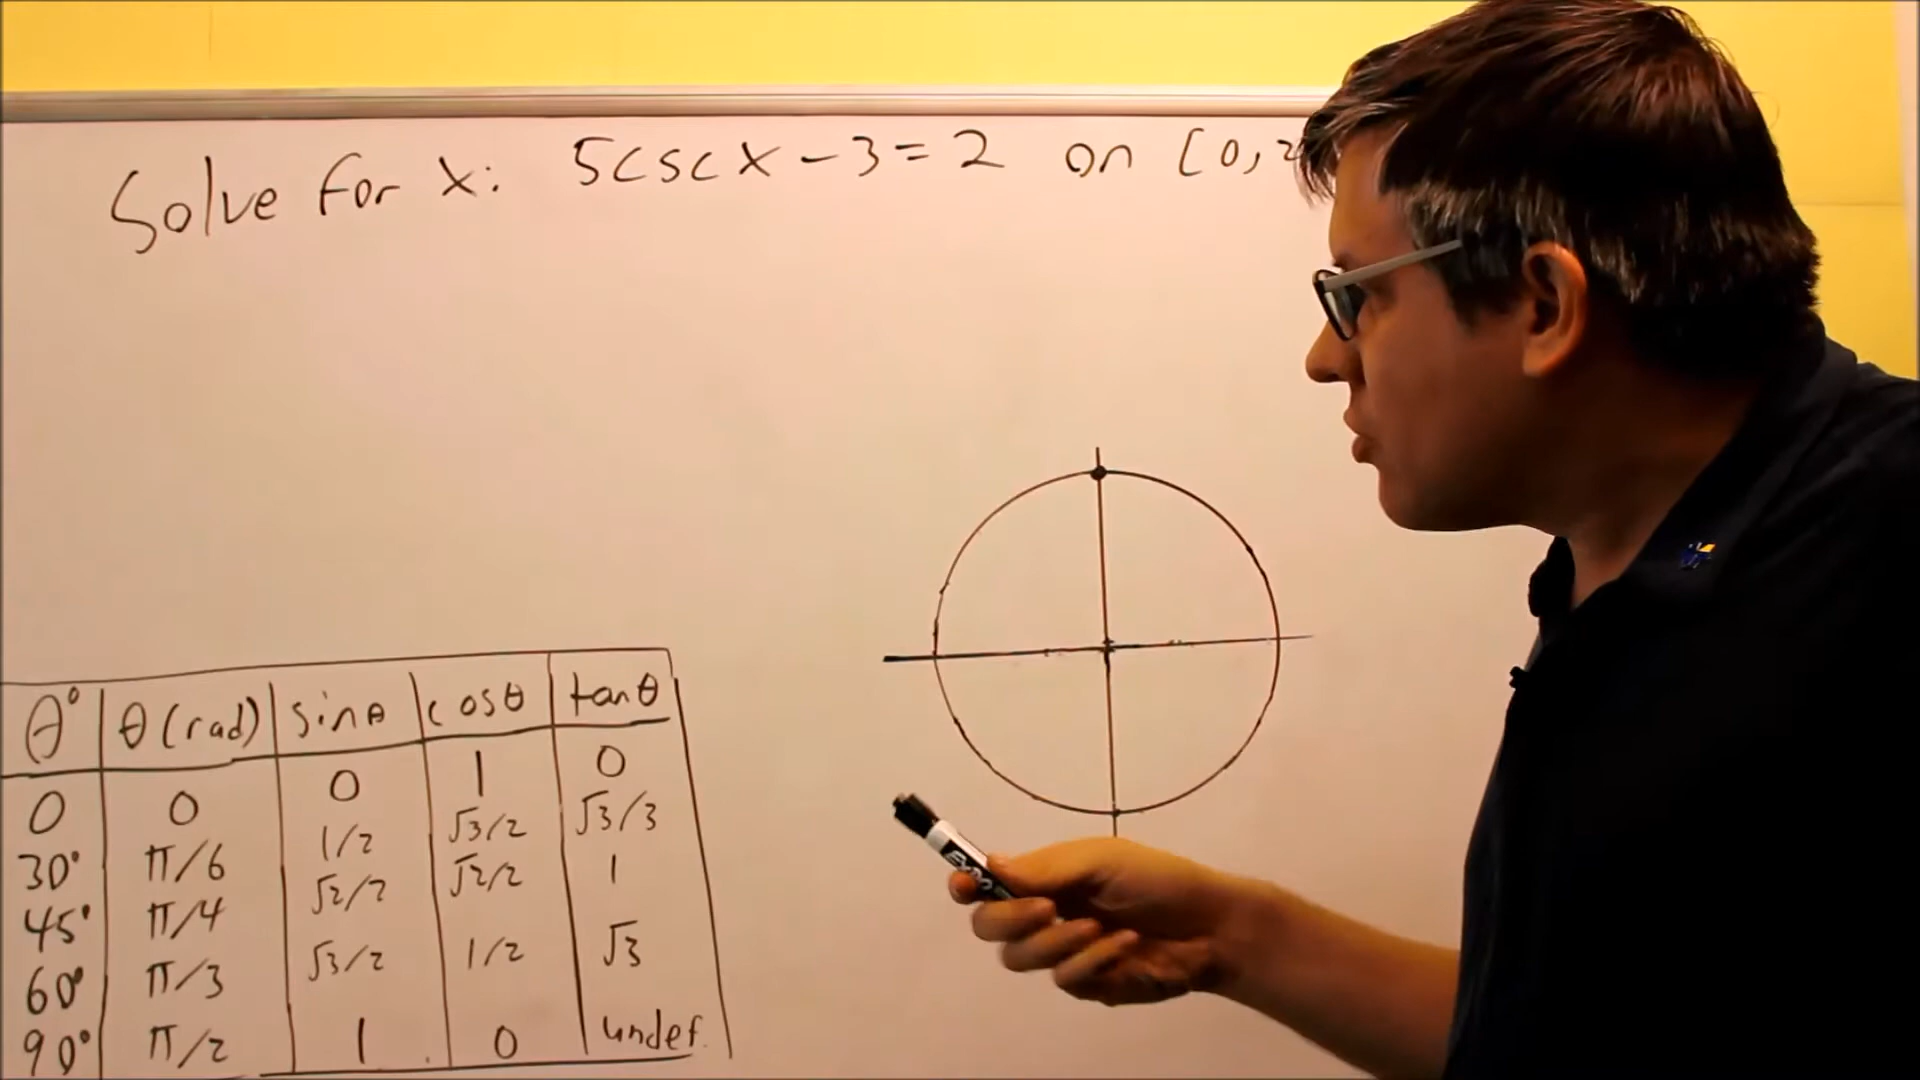 Solve for x: 5cscx-3=2 on [0,2
θ° θ(rad) sinθ cosθ tanθ
0 0 0 1 0
30° π/6 1/2 √3/2 √3/3
45° π/4 √2/2 √2/2 1
60° π/3 √3/2 1/2 √3
90° π/2 1 0 undef.
EXPO